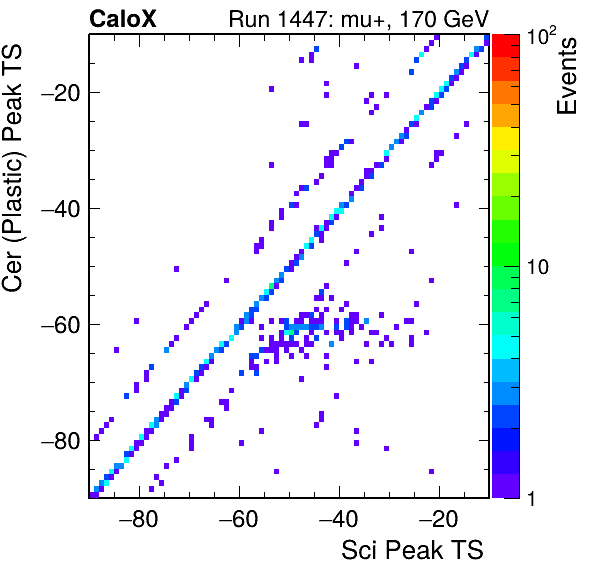 CaloX Run 1447: mu+, 170 GeV
Cer (Plastic) Peak TS
−20
−40
−60
−80
−80 −60 −40 −20
Sci Peak TS
10²
10
1
Events